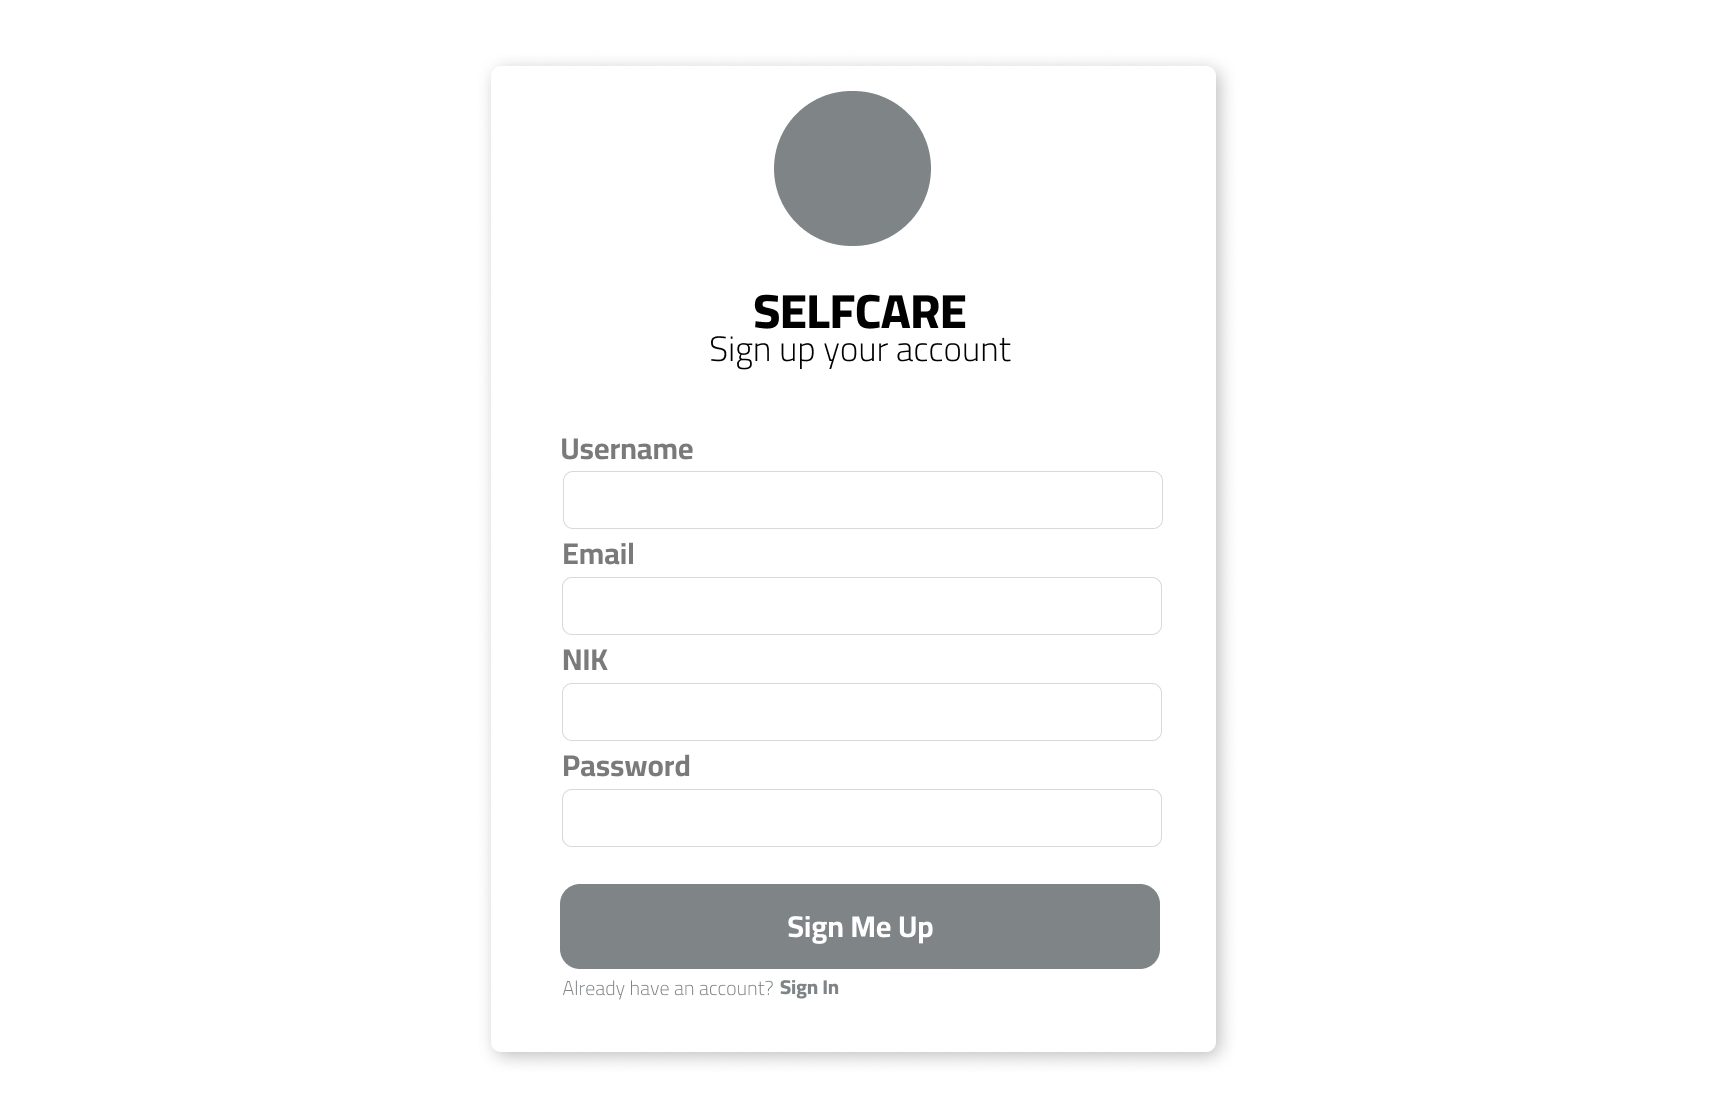 SELFCARE
Sign up your account
Username
Email
NIK
Password
Sign Me Up
Already have an account? Sign In